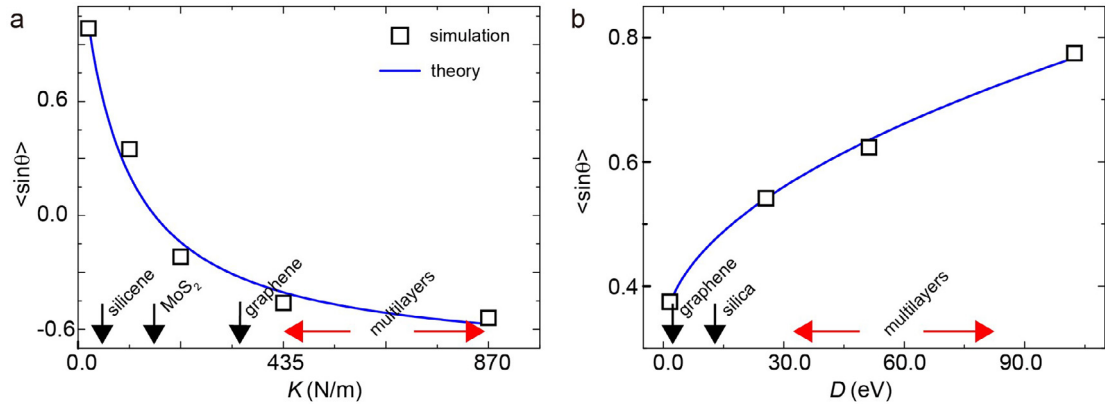 a
<sinθ>
0.6
0.0
-0.6
simulation
theory
silicene
MoS₂
graphene
multilayers
0.0
435
870
K (N/m)
b
<sinθ>
0.8
0.6
0.4
graphene
silica
multilayers
0.0
30.0
60.0
90.0
D (eV)